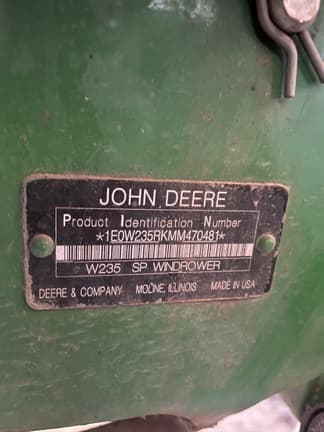 JOHN DEERE
Product Identification Number
*1E0W235RKMM470481*
W235 SP WINDROWER
DEERE & COMPANY MOLINE, ILLINOIS MADE IN USA